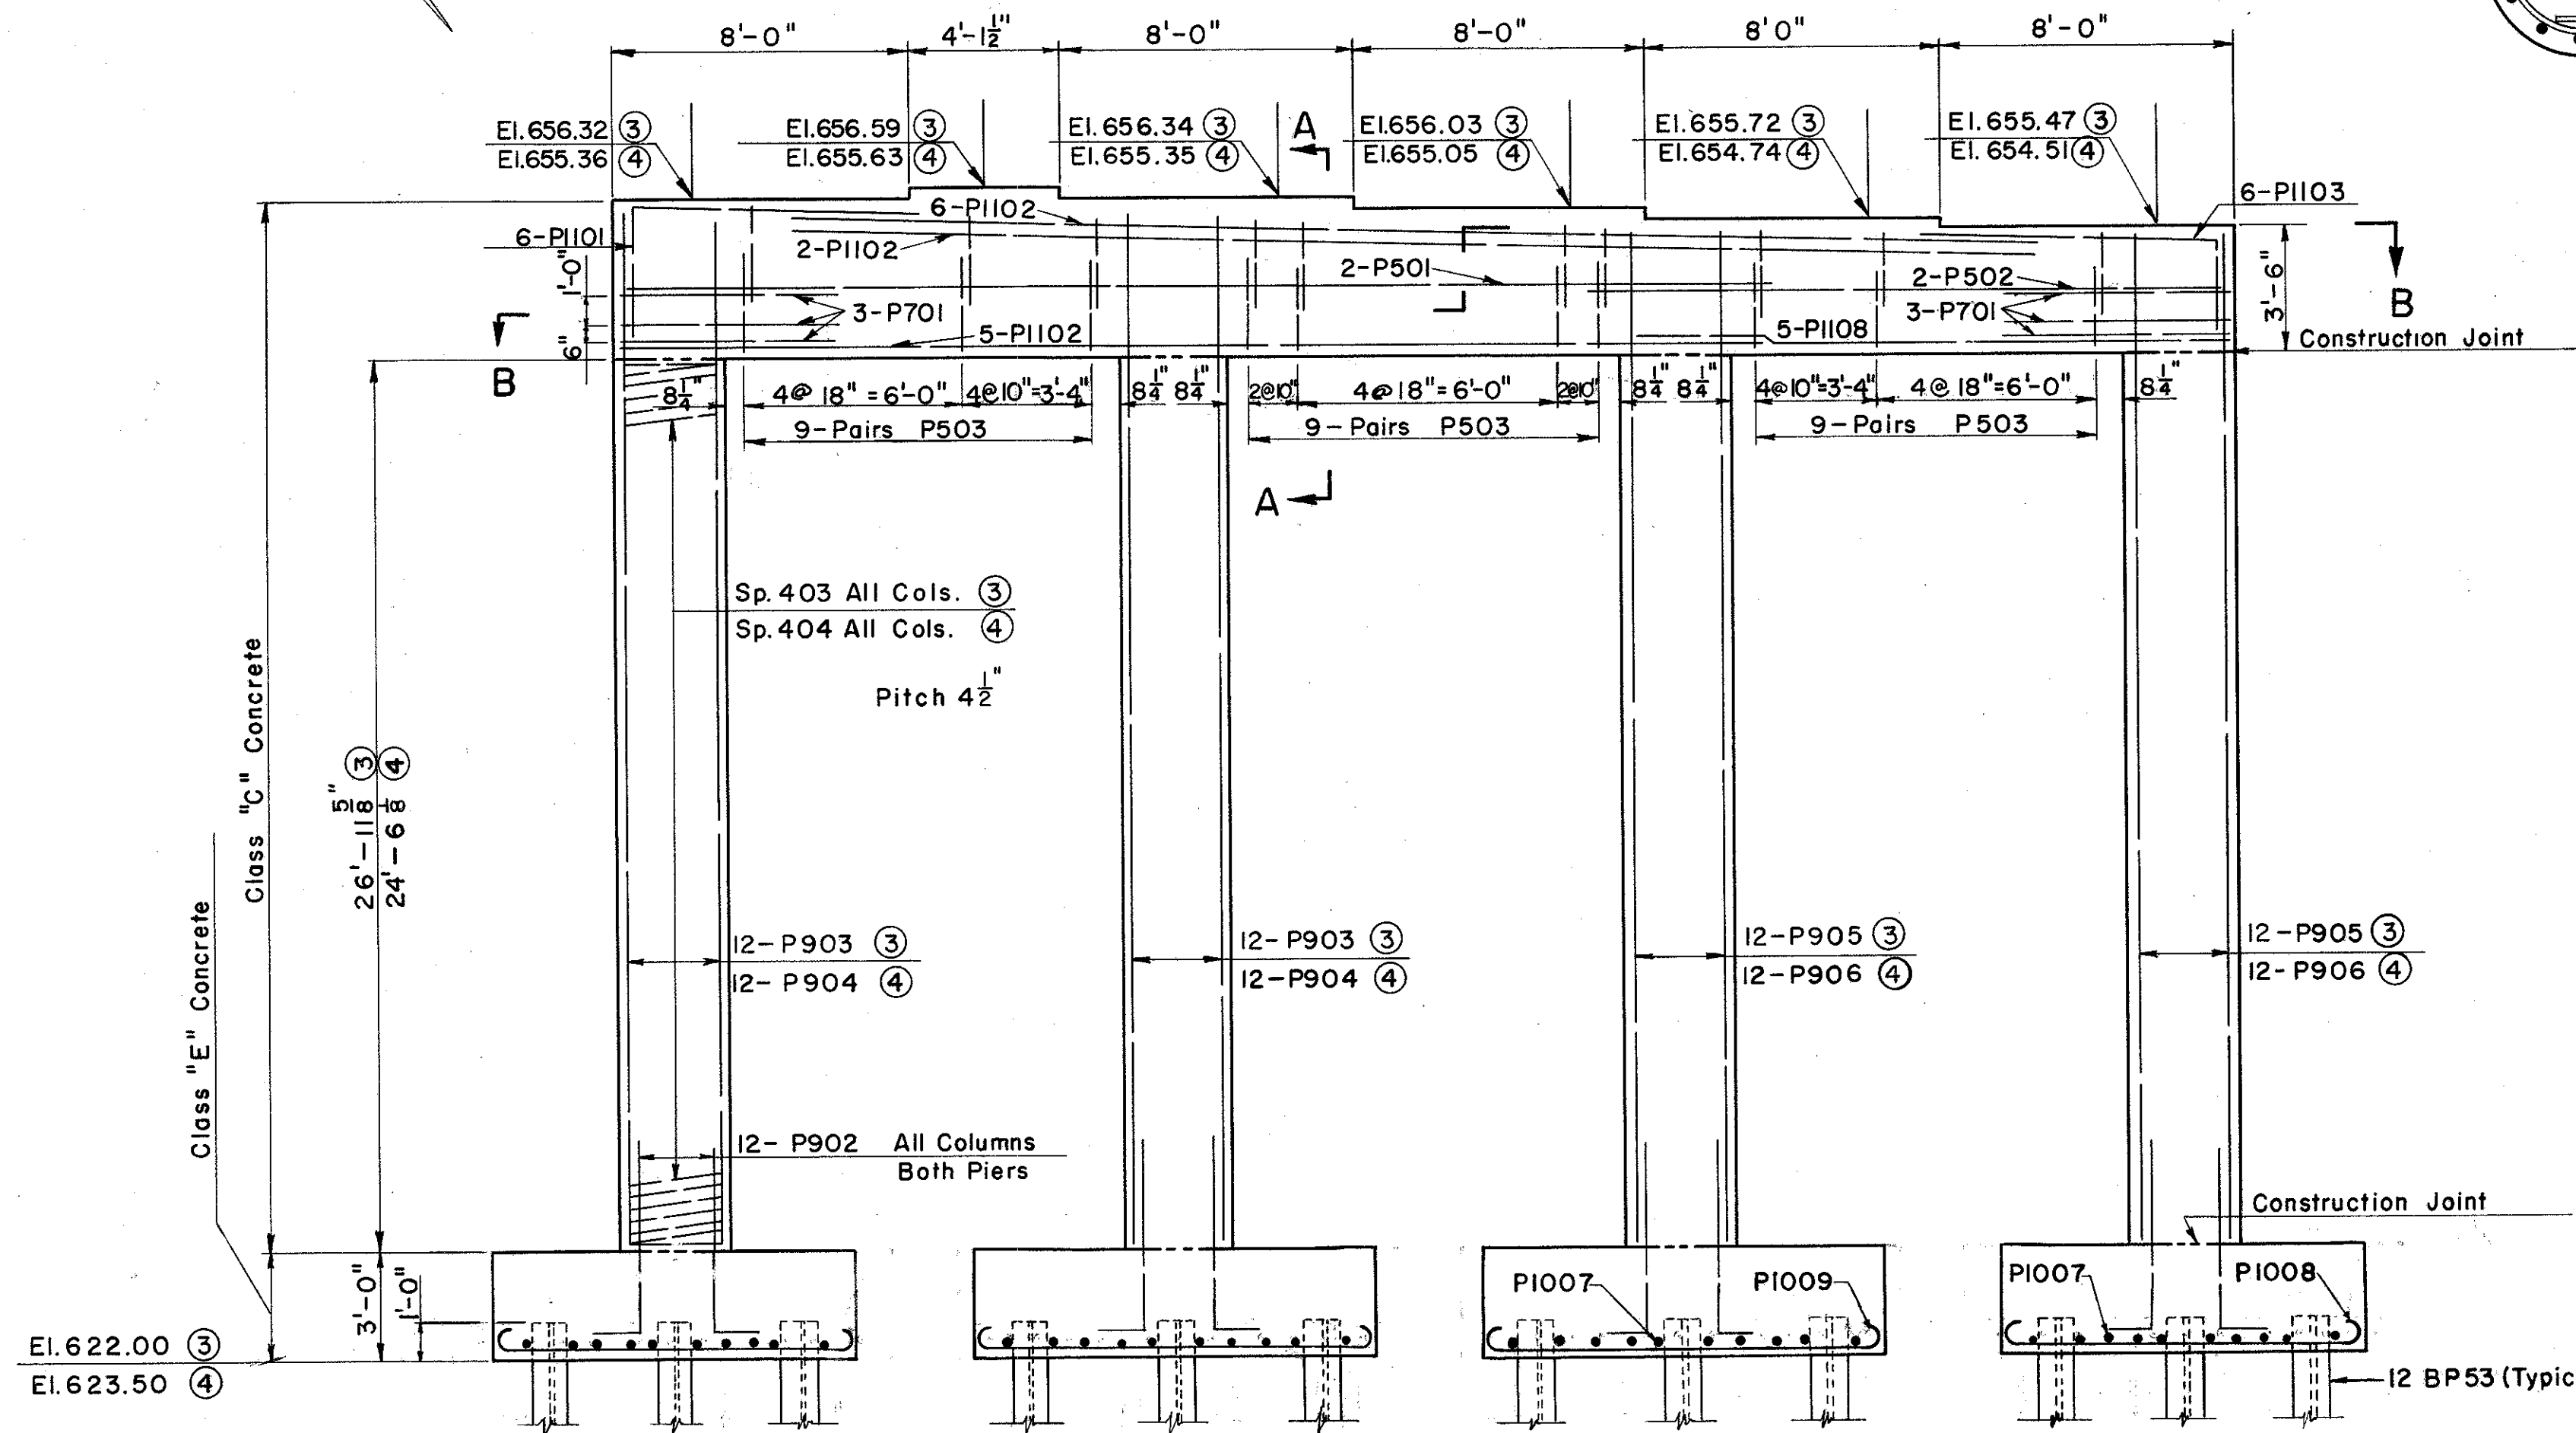 8'-0" 4'-1½" 8'-0" 8'-0" 8'0" 8'-0"
El.656.32 ③
El.655.36 ④
El.656.59 ③
El.655.63 ④
El.656.34 ③
El.655.35 ④
A
El.656.03 ③
El.655.05 ④
El.655.72 ③
El.654.74 ④
El.655.47 ③
El.654.51 ④
6-P1103
6-P1102
6-P1101
2-P1102
2-P501
2-P502
1'-0"
3-P701
3-P701
3'-6"
B
6"
5-P1102
5-P1108
Construction Joint
B
8¼" 4@18"=6'-0" 4@10"=3'-4" 8¼" 8¼" 2@10" 4@18"=6'-0" 2@10" 8¼" 8¼" 4@10"=3'-4" 4@18"=6'-0" 8¼"
9-Pairs P503 9-Pairs P503 9-Pairs P503
A
Sp.403 All Cols. ③
Sp.404 All Cols. ④
Pitch 4½"
Class "C" Concrete
26'-11⅝" ③
24'-6⅛ ④
Class "E" Concrete
12-P903 ③
12-P904 ④
12-P903 ③
12-P904 ④
12-P905 ③
12-P906 ④
12-P905 ③
12-P906 ④
12-P902 All Columns
Both Piers
Construction Joint
3'-0"
1'-0"
P1007 P1009 P1007 P1008
El.622.00 ③
El.623.50 ④
12 BP53 (Typic